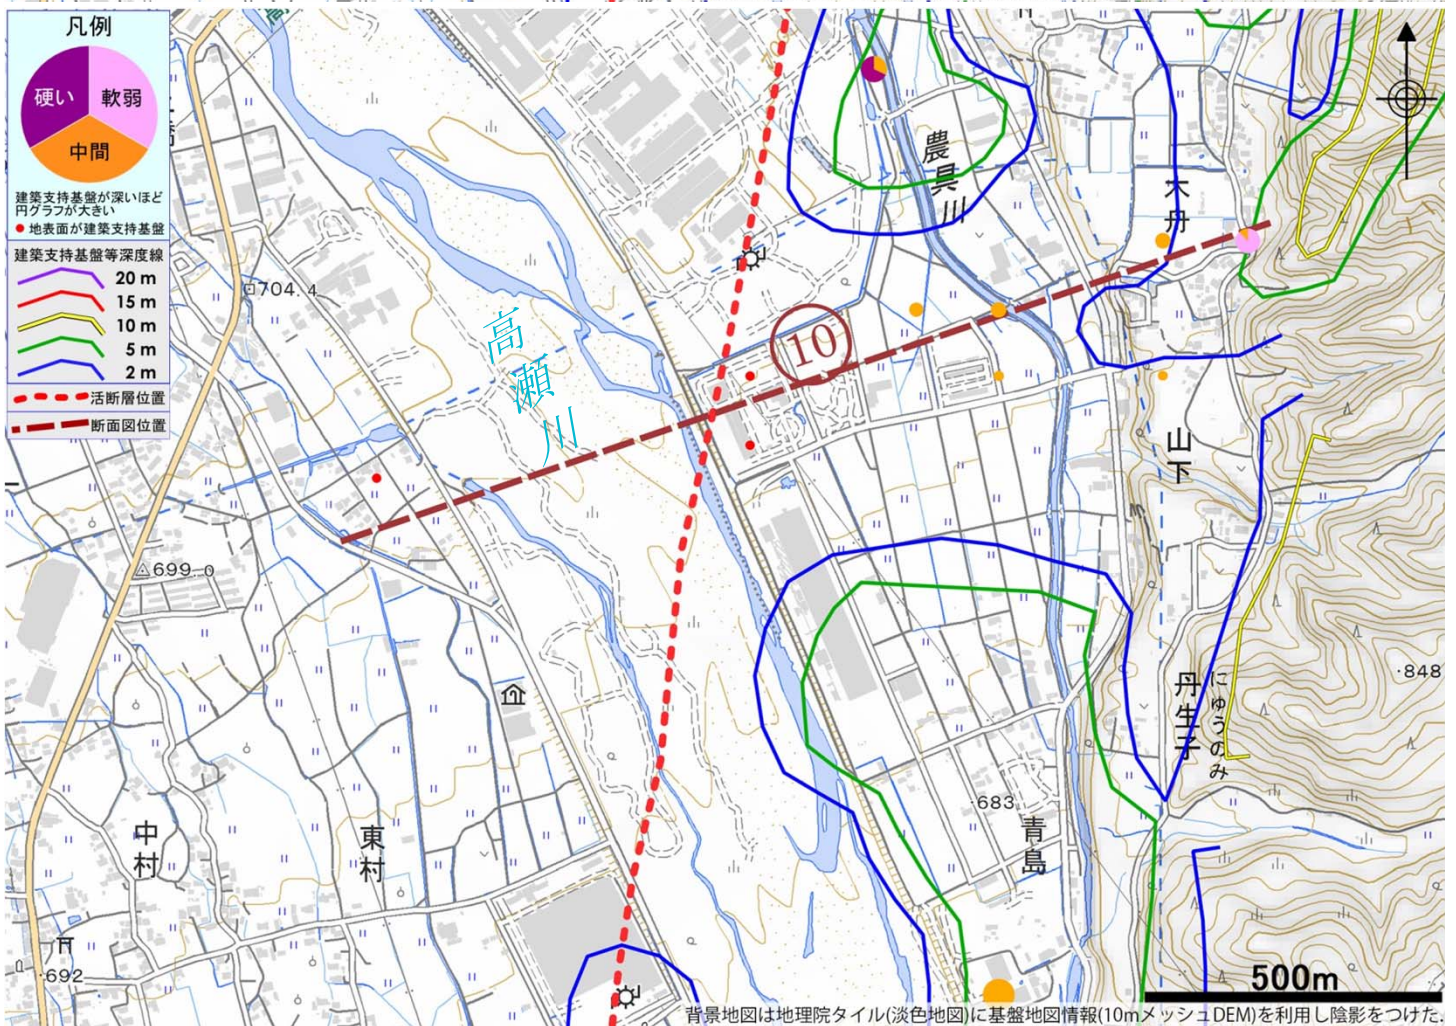 凡例
硬い
軟弱
中間
建築支持基盤が深いほど
円グラフが大きい
地表面が建築支持基盤
建築支持基盤等深度線
20 m
15 m
10 m
5 m
2 m
活断層位置
断面図位置
704.4
高瀬川
農具川
木舟
10
山下
699.0
848
丹生子
にゅうのみ
683
青島
中村
東村
692
500m
背景地図は地理院タイル(淡色地図)に基盤地図情報(10mメッシュDEM)を利用し陰影をつけた.